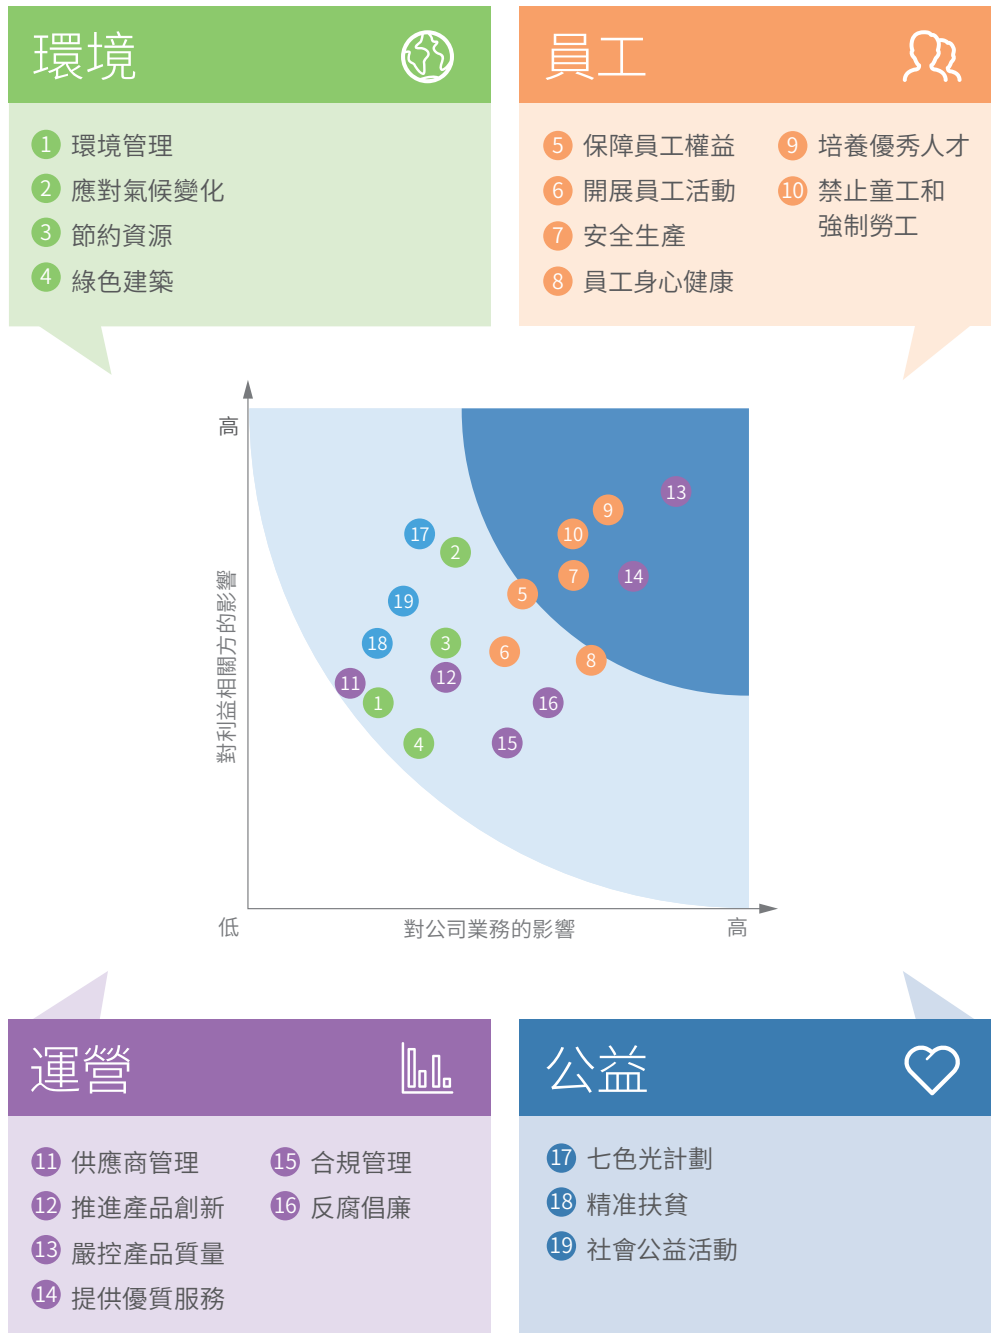 環境
1 環境管理
2 應對氣候變化
3 節約資源
4 綠色建築
員工
5 保障員工權益
6 開展員工活動
7 安全生產
8 員工身心健康
9 培養優秀人才
10 禁止童工和
強制勞工
高
對利益相關方的影響
13
9
17
10
2
7
14
5
19
18
3
6
8
12
11
1
16
4
15
低
對公司業務的影響
高
運營
11 供應商管理
12 推進產品創新
13 嚴控產品質量
14 提供優質服務
15 合規管理
16 反腐倡廉
公益
17 七色光計劃
18 精准扶貧
19 社會公益活動